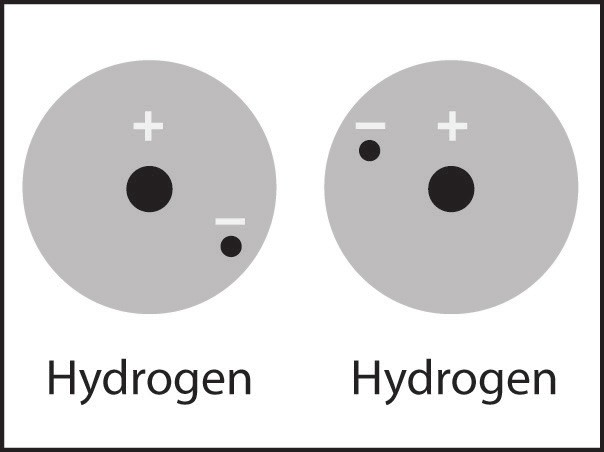 + − − +
Hydrogen Hydrogen